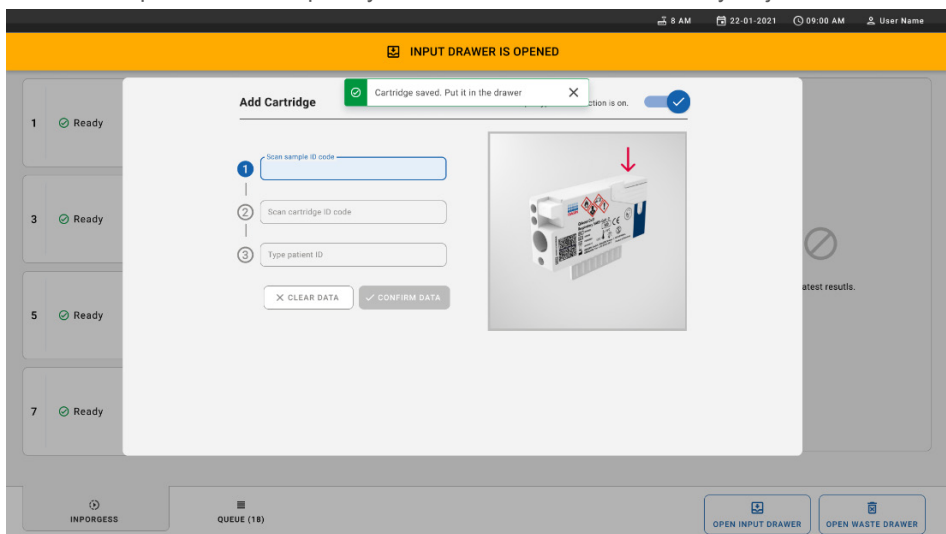 8 AM 22-01-2021 09:00 AM User Name
INPUT DRAWER IS OPENED
Cartridge saved. Put it in the drawer
Add Cartridge
ction is on.
1 Ready
3 Ready
5 Ready
7 Ready
1 Scan sample ID code
2 Scan cartridge ID code
3 Type patient ID
CLEAR DATA CONFIRM DATA
atest resutls.
INPORGESS
QUEUE (18)
OPEN INPUT DRAWER
OPEN WASTE DRAWER